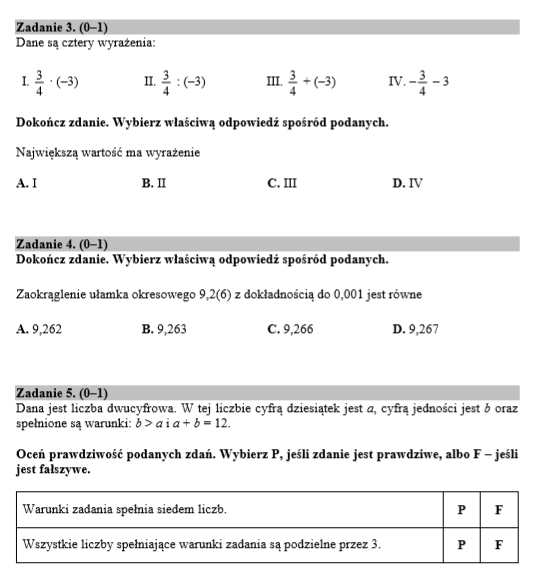 Zadanie 3. (0–1)
Dane są cztery wyrażenia:
I. 3/4 · (–3) II. 3/4 : (–3) III. 3/4 + (–3) IV. –3/4 – 3
Dokończ zdanie. Wybierz właściwą odpowiedź spośród podanych.
Największą wartość ma wyrażenie
A. I B. II C. III D. IV
Zadanie 4. (0–1)
Dokończ zdanie. Wybierz właściwą odpowiedź spośród podanych.
Zaokrąglenie ułamka okresowego 9,2(6) z dokładnością do 0,001 jest równe
A. 9,262 B. 9,263 C. 9,266 D. 9,267
Zadanie 5. (0–1)
Dana jest liczba dwucyfrowa. W tej liczbie cyfrą dziesiątek jest a, cyfrą jedności jest b oraz
spełnione są warunki: b > a i a + b = 12.
Oceń prawdziwość podanych zdań. Wybierz P, jeśli zdanie jest prawdziwe, albo F – jeśli
jest fałszywe.
Warunki zadania spełnia siedem liczb. P F
Wszystkie liczby spełniające warunki zadania są podzielne przez 3. P F